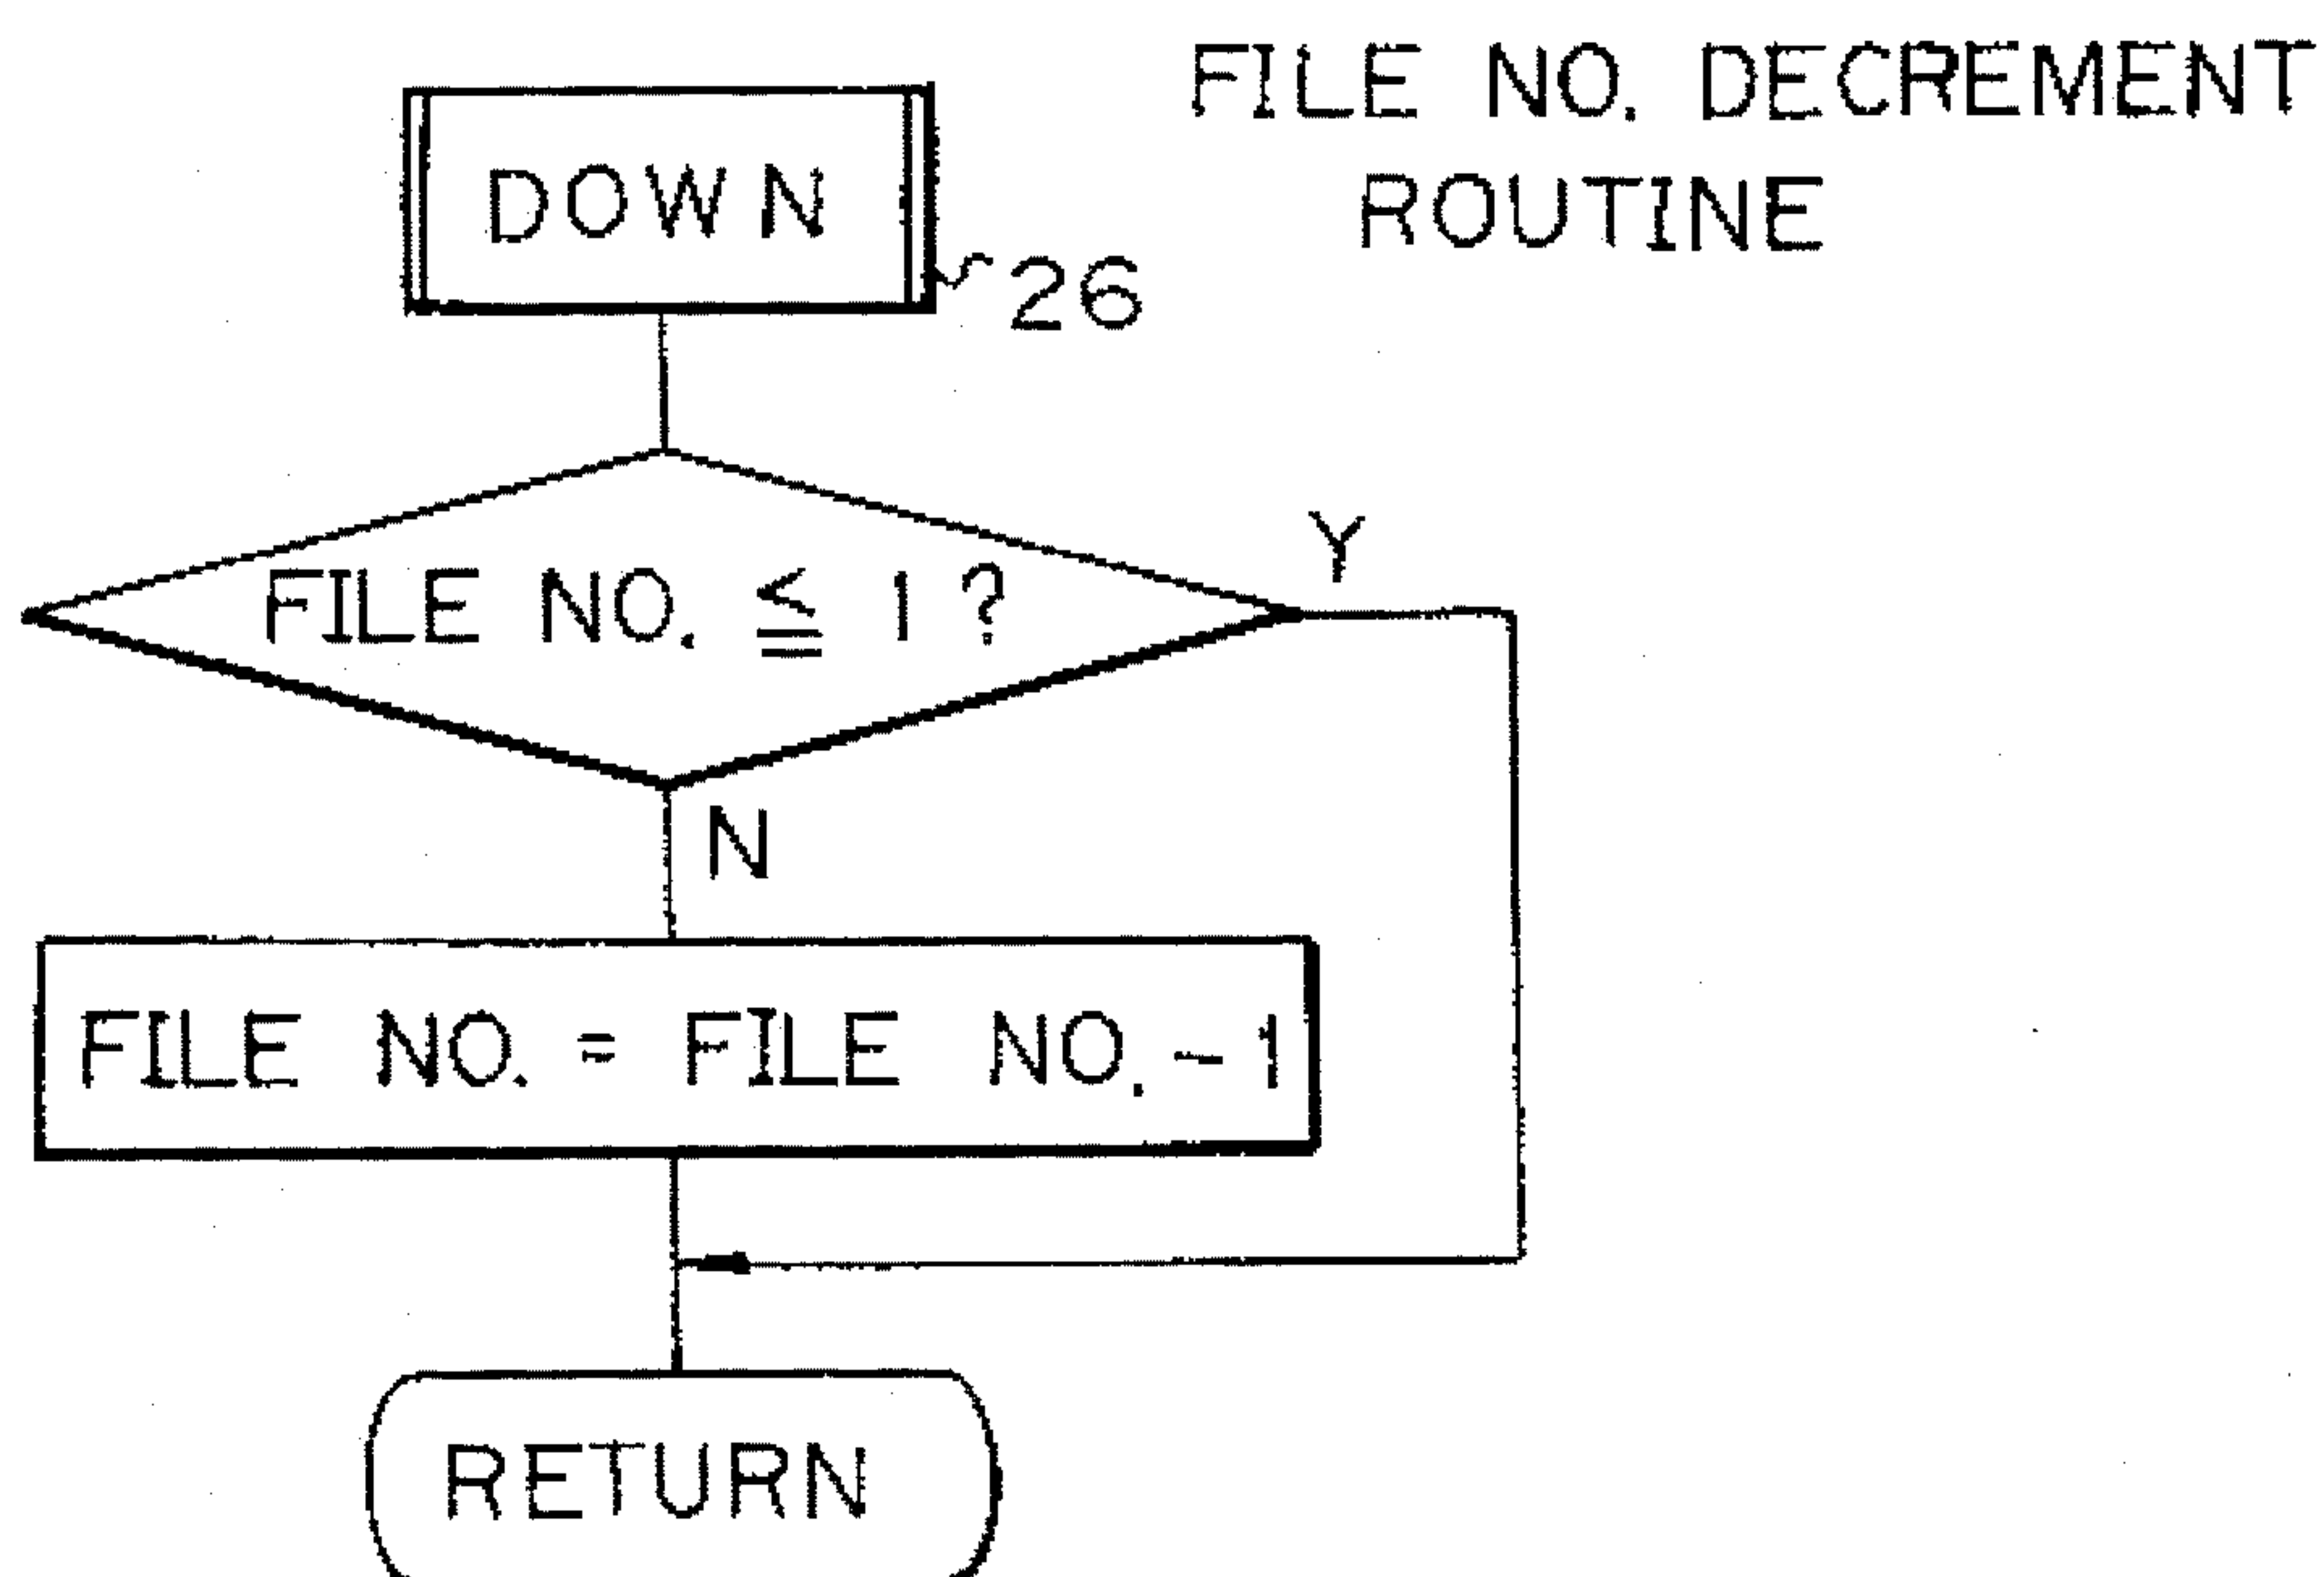 FILE NO. DECREMENT
ROUTINE
DOWN
26
FILE NO. ≦ 1 ?
Y
N
FILE NO. = FILE NO. - 1
RETURN